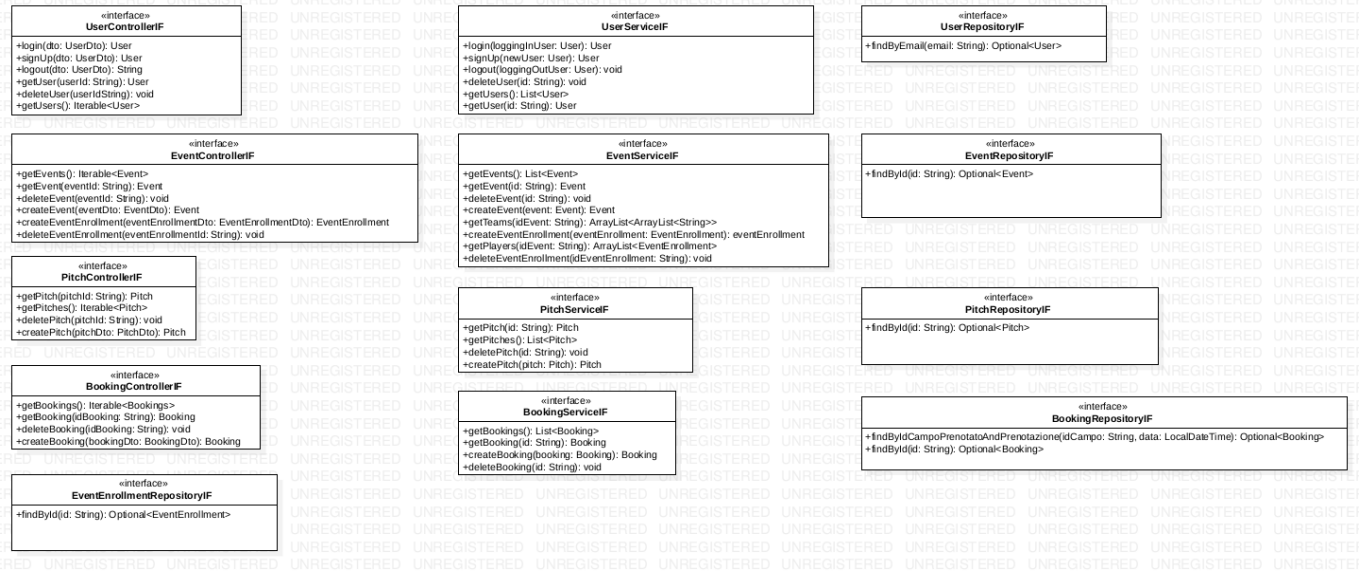 «interface»
UserControllerIF
+login(dto: UserDto): User
+signUp(dto: UserDto): User
+logout(dto: UserDto): String
+getUser(userId: String): User
+deleteUser(userIdString): void
+getUsers(): Iterable<User>
«interface»
UserServiceIF
+login(loggingInUser: User): User
+signUp(newUser: User): User
+logout(loggingOutUser: User): void
+deleteUser(id: String): void
+getUsers(): List<User>
+getUser(id: String): User
«interface»
UserRepositoryIF
+findByEmail(email: String): Optional<User>
«interface»
EventControllerIF
+getEvents(): Iterable<Event>
+getEvent(eventId: String): Event
+deleteEvent(eventId: String): void
+createEvent(eventDto: EventDto): Event
+createEventEnrollment(eventEnrollmentDto: EventEnrollmentDto): EventEnrollment
+deleteEventEnrollment(eventEnrollmentId: String): void
«interface»
EventServiceIF
+getEvents(): List<Event>
+getEvent(id: String): Event
+deleteEvent(id: String): void
+createEvent(event: Event): Event
+getTeams(idEvent: String): ArrayList<ArrayList<String>>
+createEventEnrollment(eventEnrollment: EventEnrollment): eventEnrollment
+getPlayers(idEvent: String): ArrayList<EventEnrollment>
+deleteEventEnrollment(idEventEnrollment: String): void
«interface»
EventRepositoryIF
+findById(id: String): Optional<Event>
«interface»
PitchControllerIF
+getPitch(pitchId: String): Pitch
+getPitches(): Iterable<Pitch>
+deletePitch(pitchId: String): void
+createPitch(pitchDto: PitchDto): Pitch
«interface»
PitchServiceIF
+getPitch(id: String): Pitch
+getPitches(): List<Pitch>
+deletePitch(id: String): void
+createPitch(pitch: Pitch): Pitch
«interface»
PitchRepositoryIF
+findById(id: String): Optional<Pitch>
«interface»
BookingControllerIF
+getBookings(): Iterable<Bookings>
+getBooking(idBooking: String): Booking
+deleteBooking(idBooking: String): void
+createBooking(bookingDto: BookingDto): Booking
«interface»
BookingServiceIF
+getBookings(): List<Booking>
+getBooking(id: String): Booking
+createBooking(booking: Booking): Booking
+deleteBooking(id: String): void
«interface»
BookingRepositoryIF
+findByIdCampoPrenotatoAndPrenotazione(idCampo: String, data: LocalDateTime): Optional<Booking>
+findById(id: String): Optional<Booking>
«interface»
EventEnrollmentRepositoryIF
+findById(id: String): Optional<EventEnrollment>